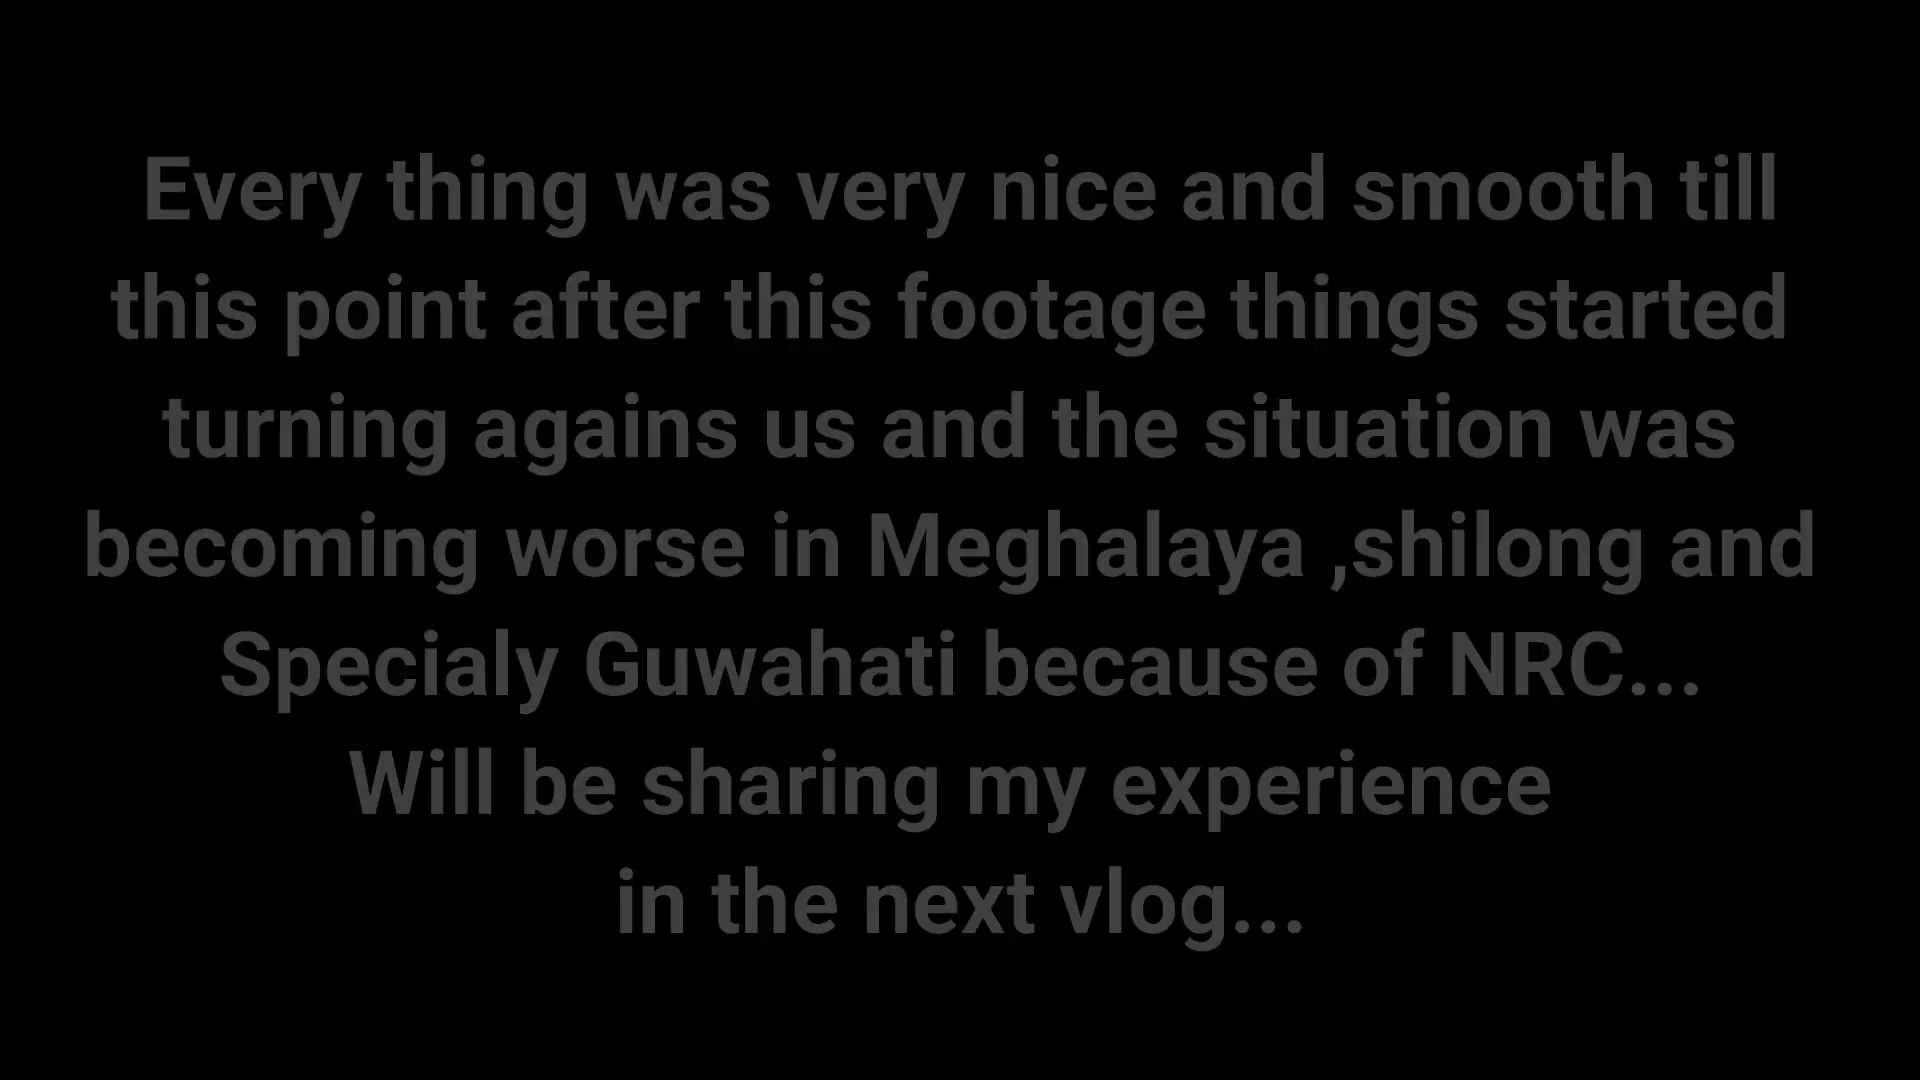 Every thing was very nice and smooth till
this point after this footage things started
turning agains us and the situation was
becoming worse in Meghalaya ,shilong and
Specialy Guwahati because of NRC...
Will be sharing my experience
in the next vlog...